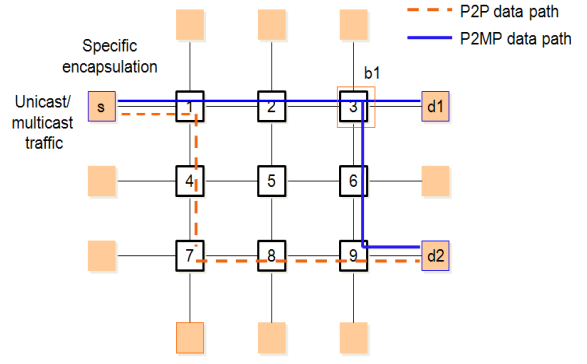 P2P data path
P2MP data path
Specific
encapsulation
b1
Unicast/
multicast
traffic
s
1
2
3
d1
4
5
6
7
8
9
d2